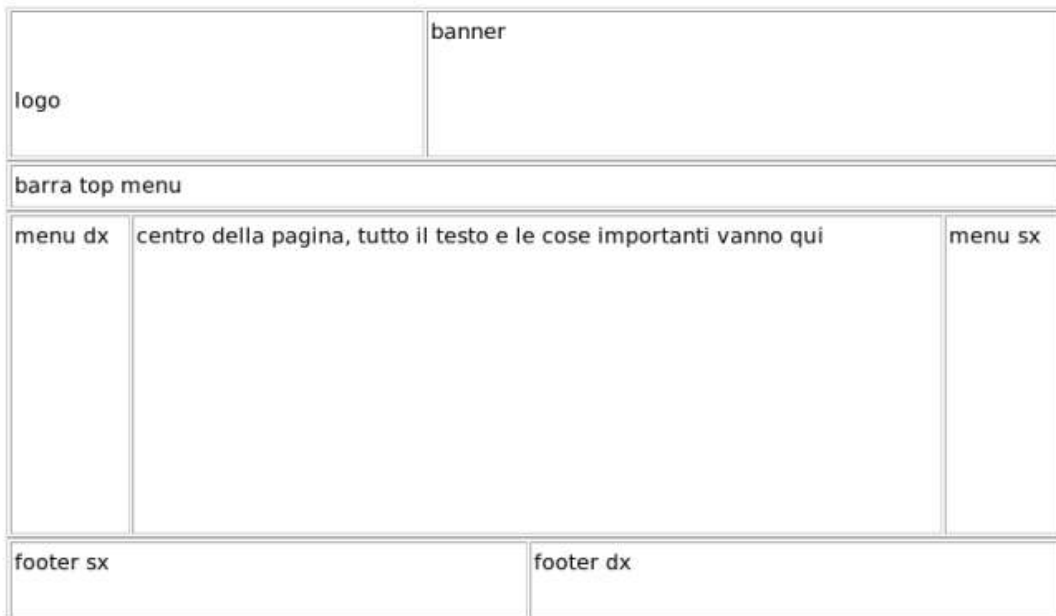 banner
logo
barra top menu
menu dx
centro della pagina, tutto il testo e le cose importanti vanno qui
menu sx
footer sx
footer dx